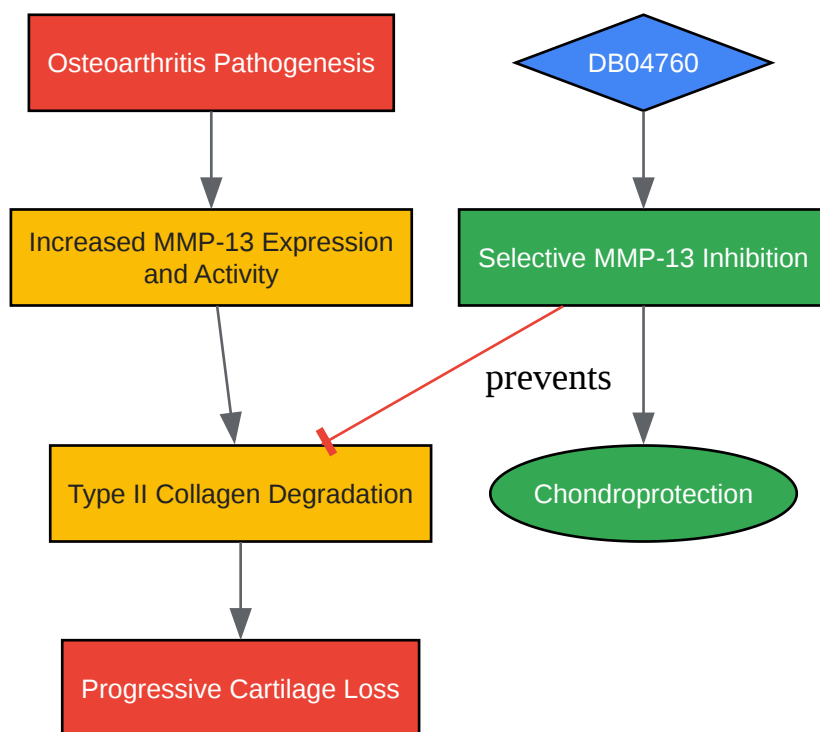 Osteoarthritis Pathogenesis
DB04760
Increased MMP-13 Expression
and Activity
Selective MMP-13 Inhibition
prevents
Type II Collagen Degradation
Chondroprotection
Progressive Cartilage Loss